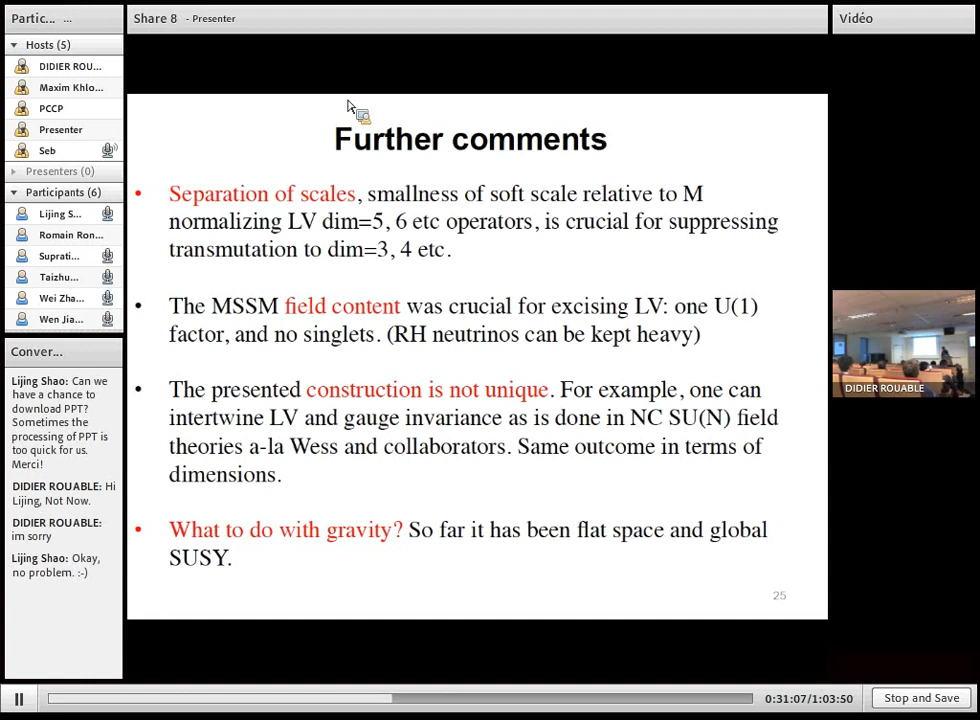 Partic... ...
Hosts (5)
DIDIER ROU...
Maxim Khlo...
PCCP
Presenter
Seb
Presenters (0)
Participants (6)
Lijing S...
Romain Ron...
Suprati...
Taizhu...
Wei Zha...
Wen Jia...
Conver...
Lijing Shao: Can we
have a chance to
download PPT?
Sometimes the
processing of PPT is
too quick for us.
Merci!
DIDIER ROUABLE: Hi
Lijing, Not Now.
DIDIER ROUABLE:
im sorry
Lijing Shao: Okay,
no problem. :-)
Share 8 - Presenter
Further comments
• Separation of scales, smallness of soft scale relative to M
normalizing LV dim=5, 6 etc operators, is crucial for suppressing
transmutation to dim=3, 4 etc.
• The MSSM field content was crucial for excising LV: one U(1)
factor, and no singlets. (RH neutrinos can be kept heavy)
• The presented construction is not unique. For example, one can
intertwine LV and gauge invariance as is done in NC SU(N) field
theories a-la Wess and collaborators. Same outcome in terms of
dimensions.
• What to do with gravity? So far it has been flat space and global
SUSY.
25
Vidéo
DIDIER ROUABLE
0:31:07/1:03:50
Stop and Save